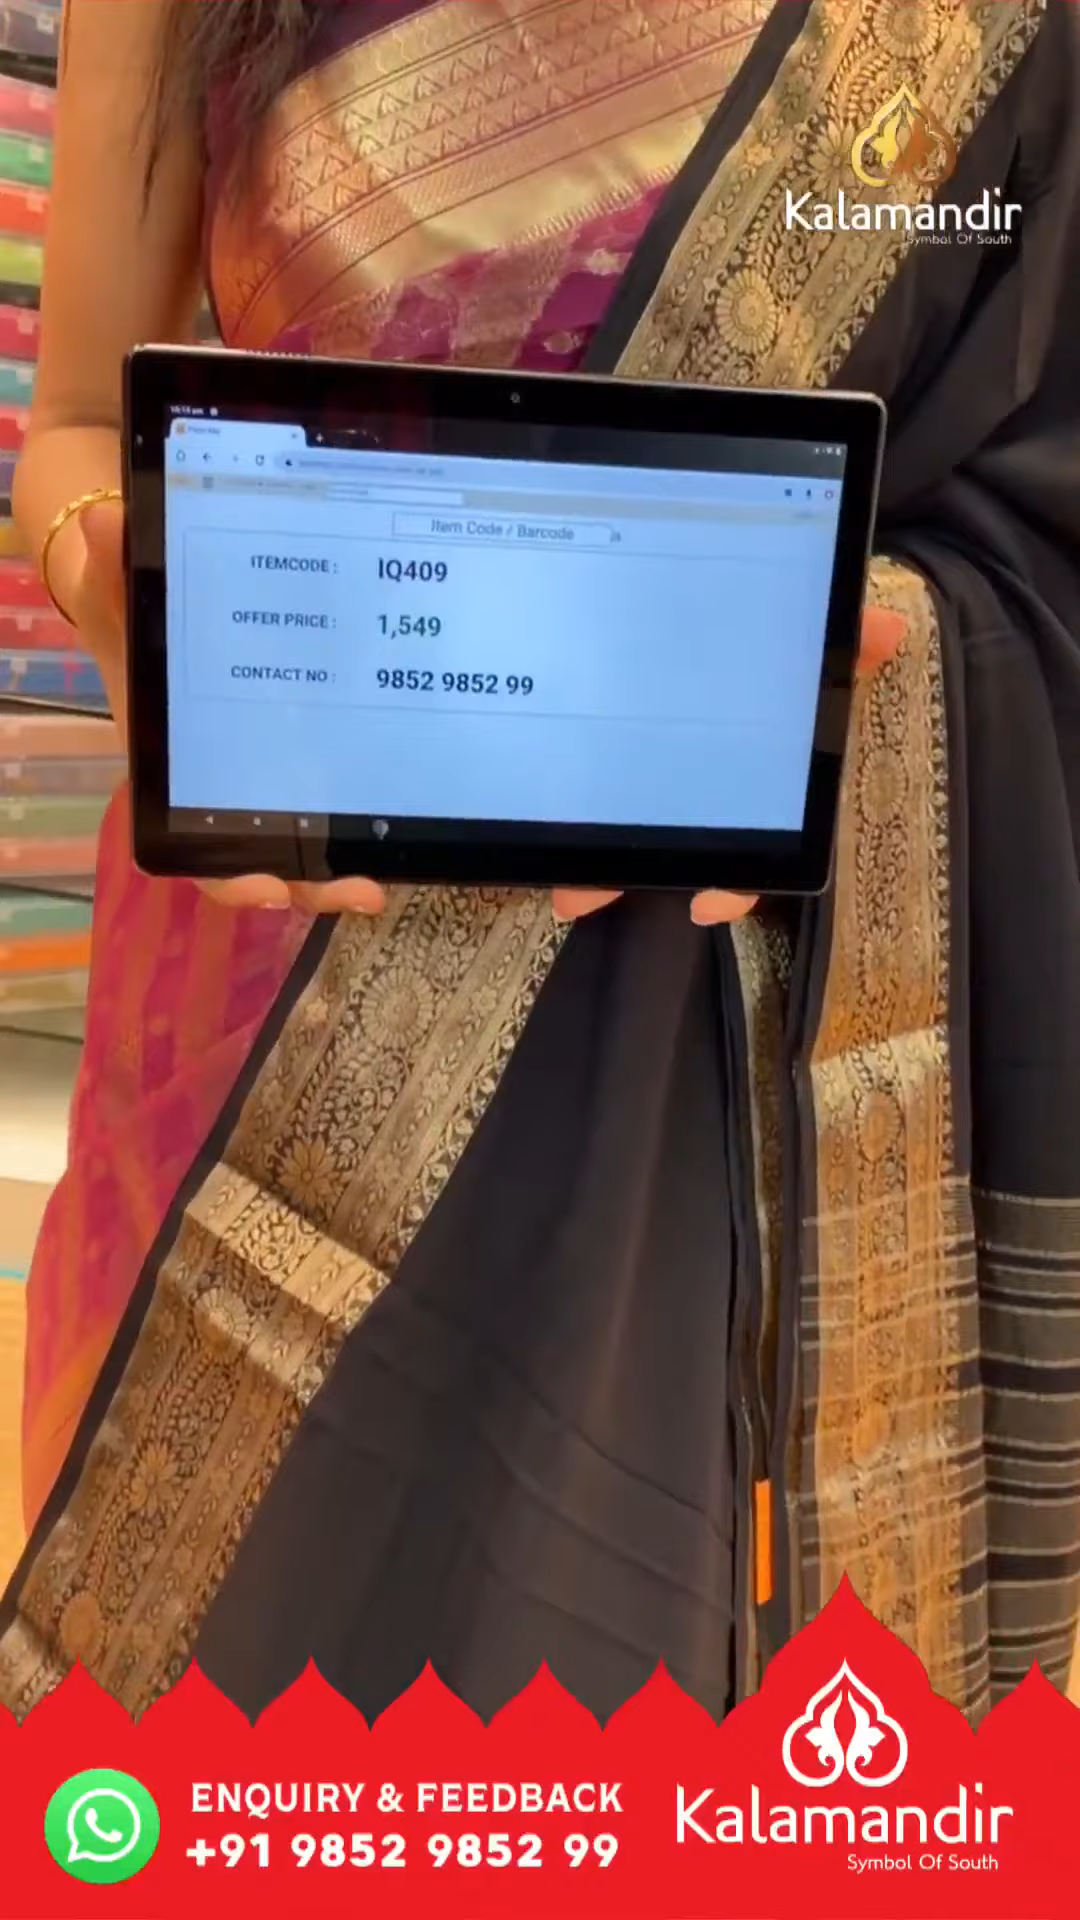 Kalamandir
Symbol Of South
Item Code / Barcode
ITEMCODE : IQ409
OFFER PRICE : 1,549
CONTACT NO : 9852 9852 99
ENQUIRY & FEEDBACK
+91 9852 9852 99
Kalamandir
Symbol Of South